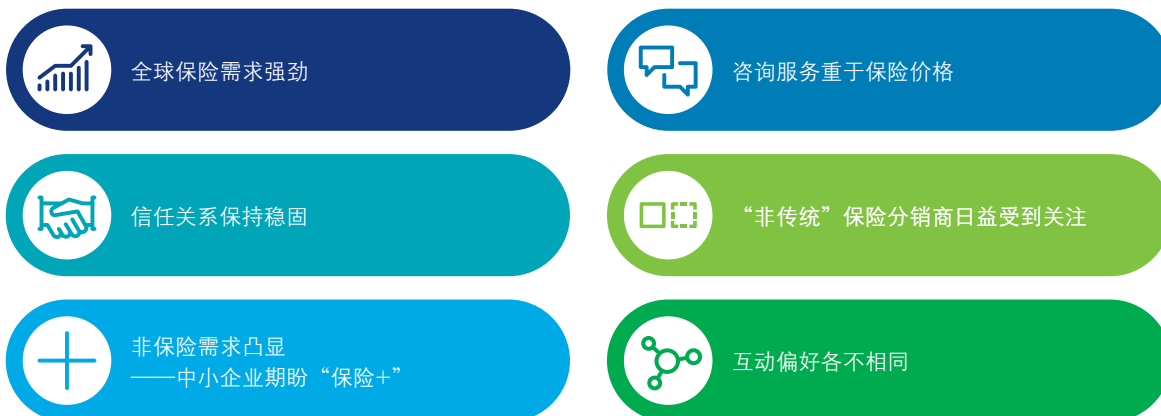 全球保险需求强劲
咨询服务重于保险价格
信任关系保持稳固
“非传统”保险分销商日益受到关注
非保险需求凸显
——中小企业期盼“保险+”
互动偏好各不相同